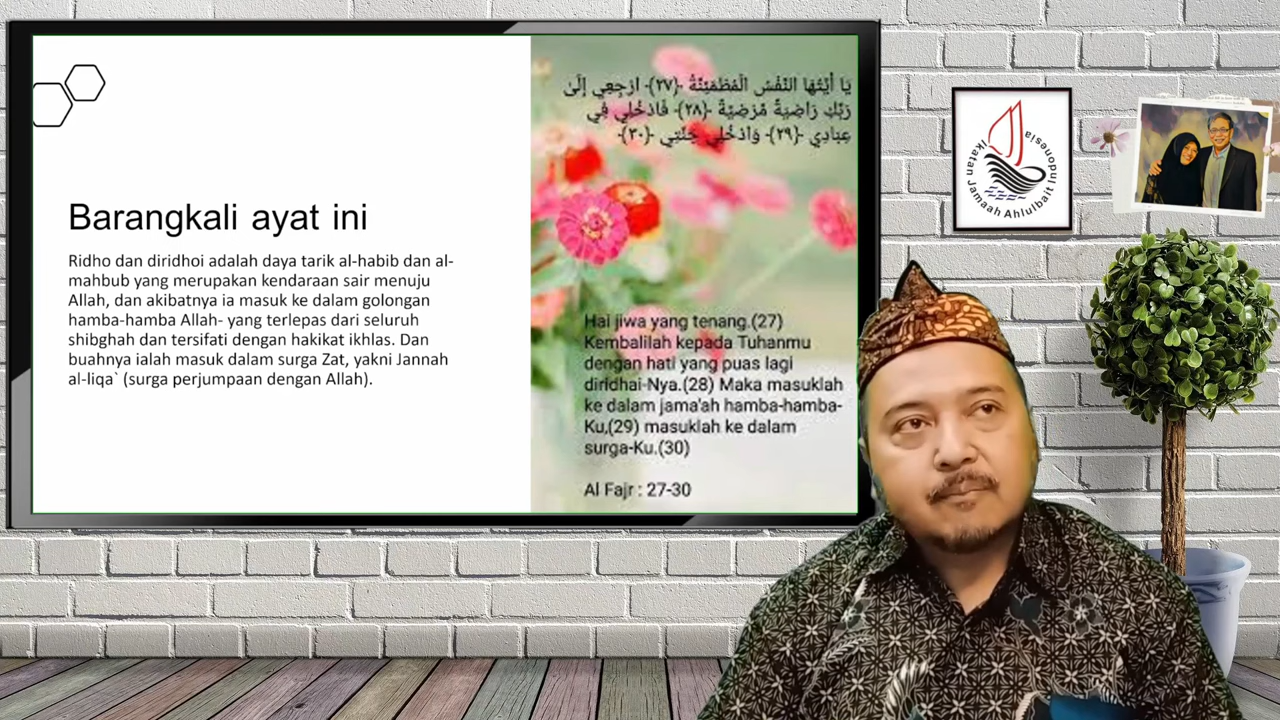 Barangkali ayat ini
Ridho dan diridhoi adalah daya tarik al-habib dan al-
mahbub yang merupakan kendaraan sair menuju
Allah, dan akibatnya ia masuk ke dalam golongan
hamba-hamba Allah- yang terlepas dari seluruh
shibghah dan tersifati dengan hakikat ikhlas. Dan
buahnya ialah masuk dalam surga Zat, yakni Jannah
al-liqa` (surga perjumpaan dengan Allah).
يَا أَيَّتُهَا النَّفْسُ الْمُطْمَئِنَّةُ -{٢٧}- ارْجِعِي إِلَىٰ
رَبِّكِ رَاضِيَةً مَّرْضِيَّةً -{٢٨}- فَادْخُلِي فِي
عِبَادِي -{٢٩}- وَادْخُلِي جَنَّتِي -{٣٠}-
Hai jiwa yang tenang.(27)
Kembalilah kepada Tuhanmu
dengan hati yang puas lagi
diridhai-Nya.(28) Maka masuklah
ke dalam jama'ah hamba-hamba-
Ku,(29) masuklah ke dalam
surga-Ku.(30)
Al Fajr : 27-30
Ikatan Jamaah Ahlulbait Indonesia